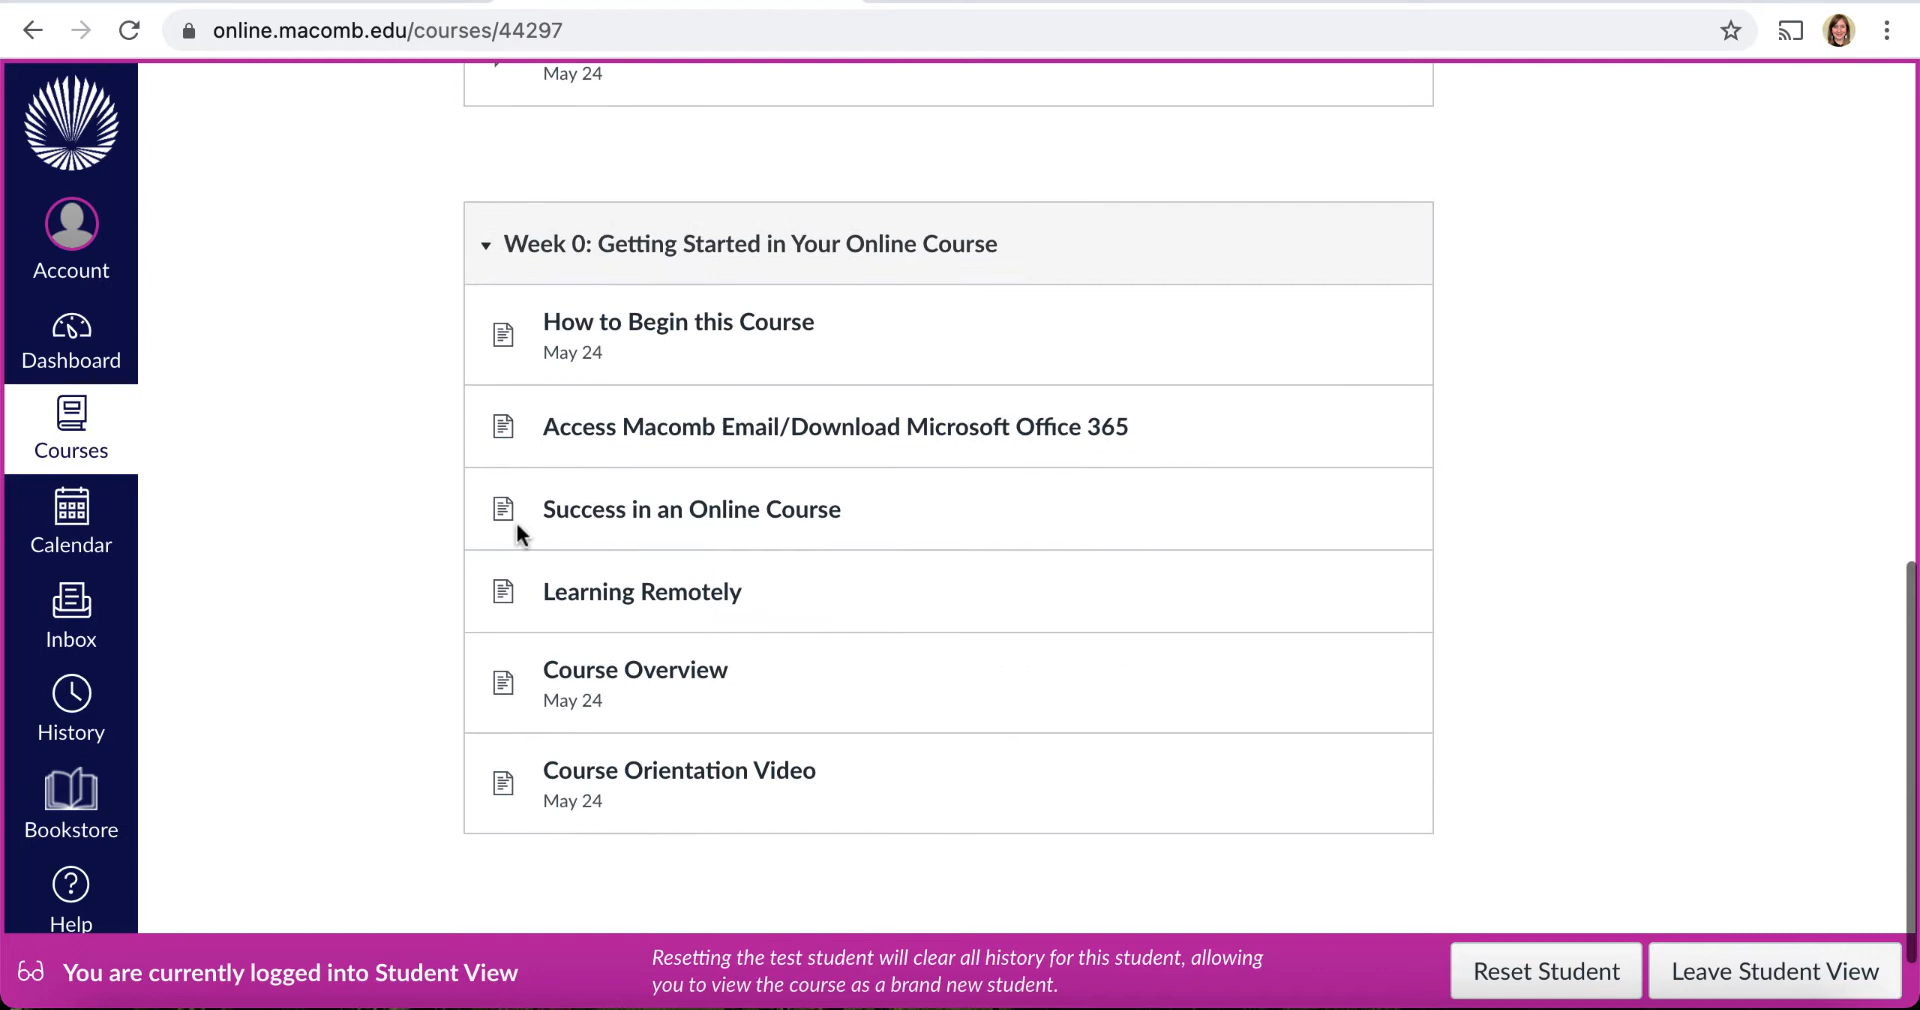 online.macomb.edu/courses/44297
May 24
Account
Dashboard
Courses
Calendar
Inbox
History
Bookstore
Help
Week 0: Getting Started in Your Online Course
How to Begin this Course
May 24
Access Macomb Email/Download Microsoft Office 365
Success in an Online Course
Learning Remotely
Course Overview
May 24
Course Orientation Video
May 24
You are currently logged into Student View
Resetting the test student will clear all history for this student, allowing
you to view the course as a brand new student.
Reset Student
Leave Student View